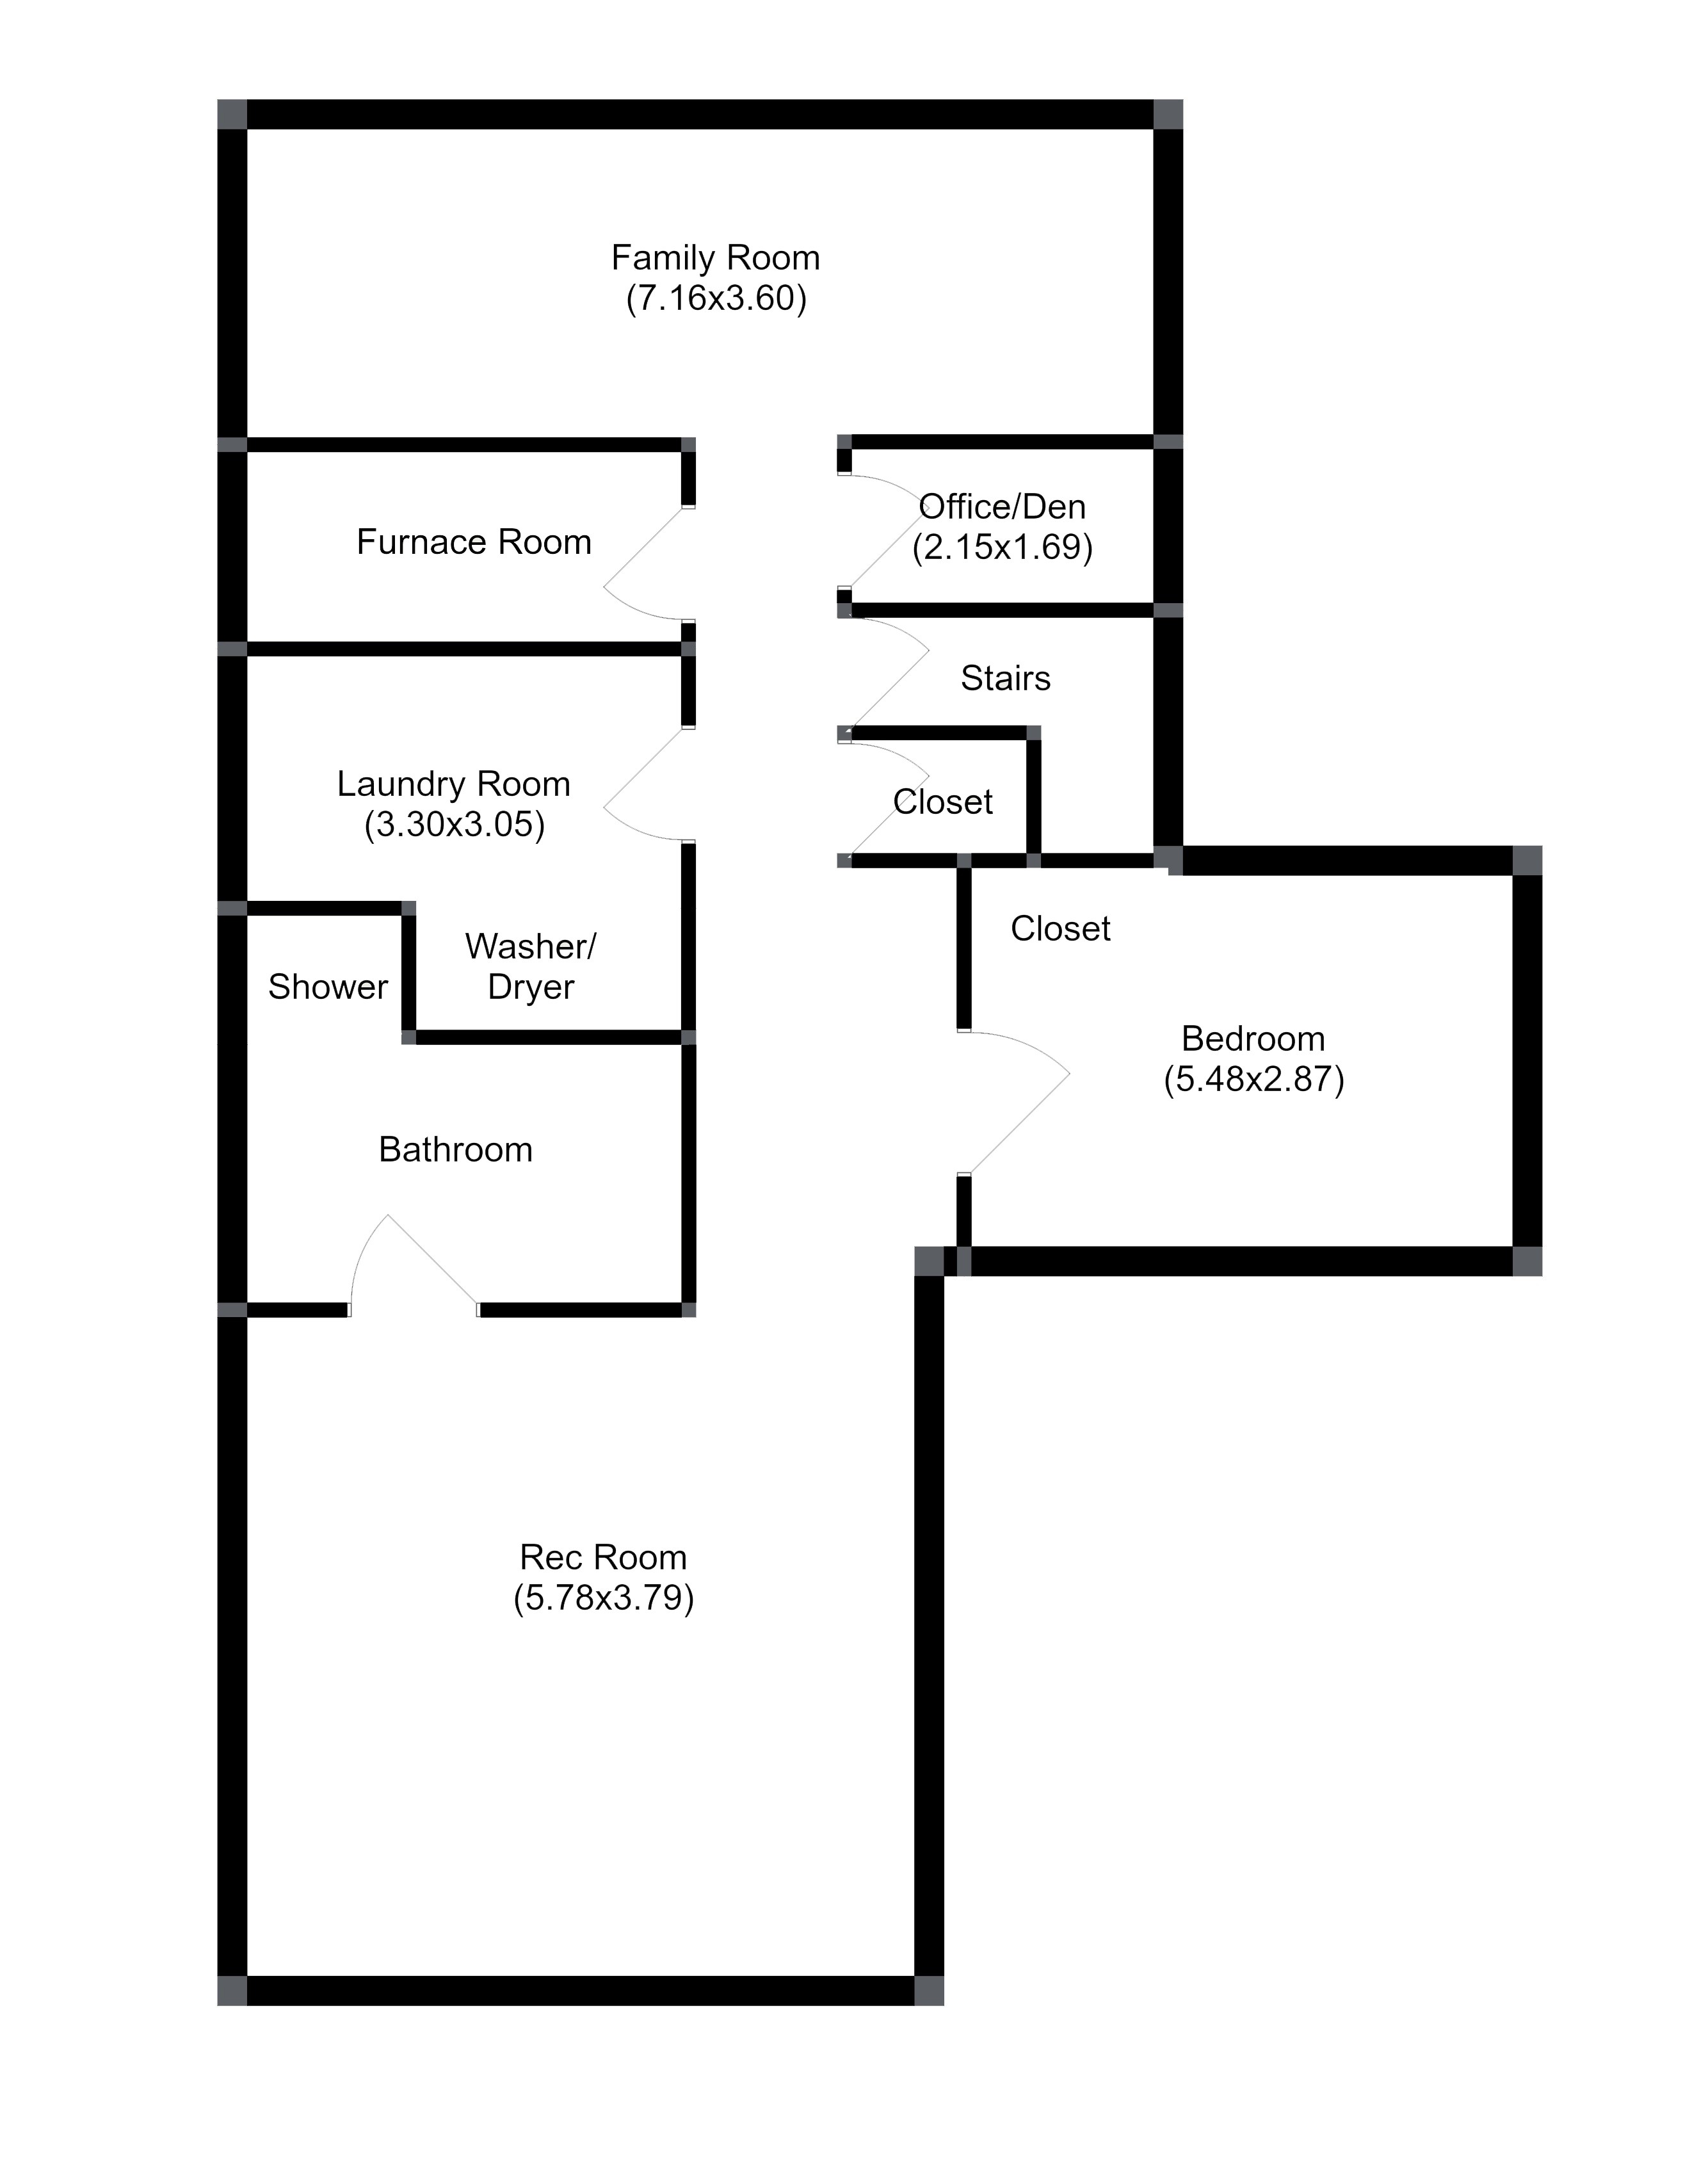 Family Room
(7.16x3.60)
Office/Den
(2.15x1.69)
Furnace Room
Stairs
Laundry Room
(3.30x3.05)
Closet
Closet
Washer/
Dryer
Shower
Bedroom
(5.48x2.87)
Bathroom
Rec Room
(5.78x3.79)